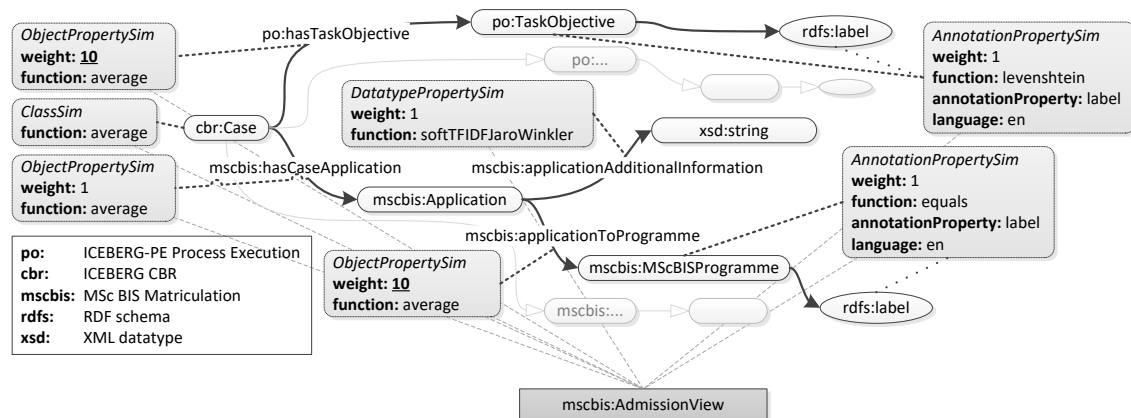 po:TaskObjective
po:hasTaskObjective
rdfs:label
ObjectPropertySim
weight: 10
function: average
AnnotationPropertySim
weight: 1
function: levenshtein
annotationProperty: label
language: en
po:...
DatatypePropertySim
weight: 1
function: softTFIDFJaroWinkler
ClassSim
function: average
cbr:Case
xsd:string
ObjectPropertySim
weight: 1
function: average
mscbis:hasCaseApplication
mscbis:applicationAdditionalInformation
AnnotationPropertySim
weight: 1
function: equals
annotationProperty: label
language: en
mscbis:Application
mscbis:applicationToProgramme
po: ICEBERG-PE Process Execution
cbr: ICEBERG CBR
mscbis: MSc BIS Matriculation
rdfs: RDF schema
xsd: XML datatype
ObjectPropertySim
weight: 10
function: average
mscbis:MScBISProgramme
mscbis:...
rdfs:label
mscbis:AdmissionView